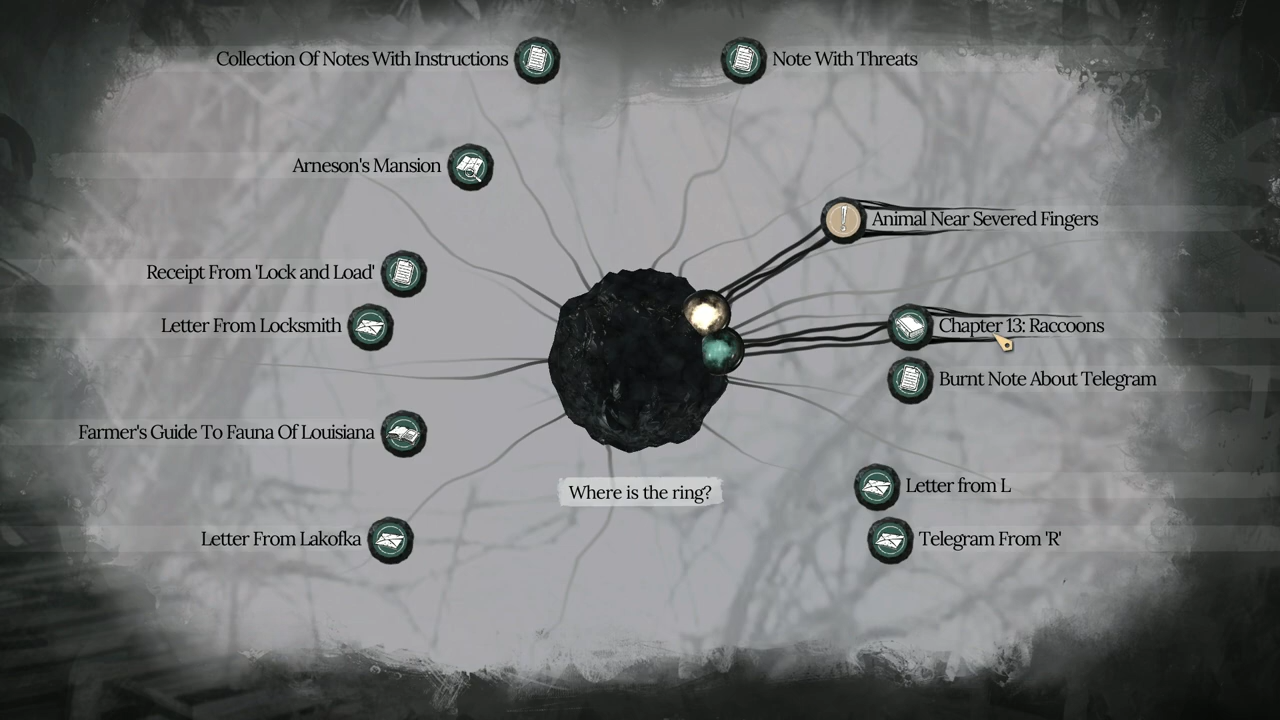 Collection Of Notes With Instructions
Note With Threats
Arneson's Mansion
Animal Near Severed Fingers
Receipt From 'Lock and Load'
Letter From Locksmith
Chapter 13: Raccoons
Burnt Note About Telegram
Farmer's Guide To Fauna Of Louisiana
Letter from L
Where is the ring?
Letter From Lakofka
Telegram From 'R'